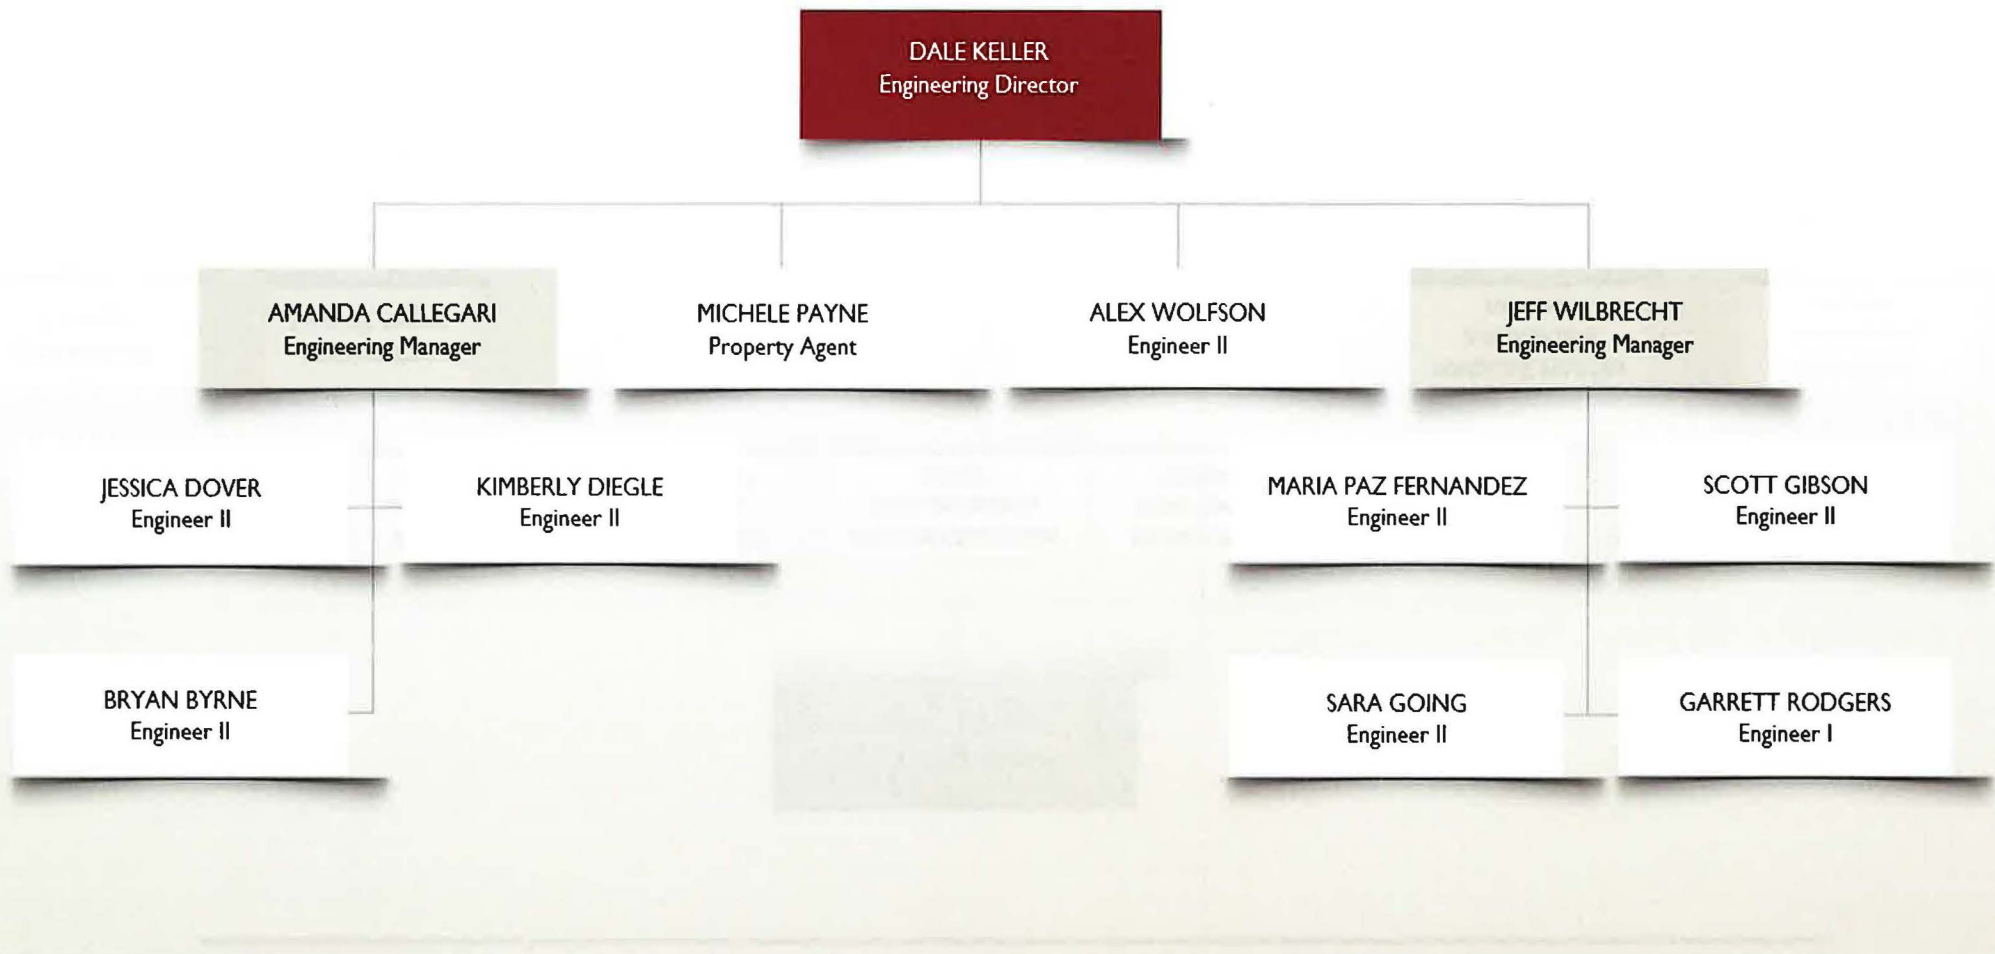 DALE KELLER
Engineering Director
AMANDA CALLEGARI
Engineering Manager
MICHELE PAYNE
Property Agent
ALEX WOLFSON
Engineer II
JEFF WILBRECHT
Engineering Manager
JESSICA DOVER
Engineer II
KIMBERLY DIEGLE
Engineer II
MARIA PAZ FERNANDEZ
Engineer II
SCOTT GIBSON
Engineer II
BRYAN BYRNE
Engineer II
SARA GOING
Engineer II
GARRETT RODGERS
Engineer I